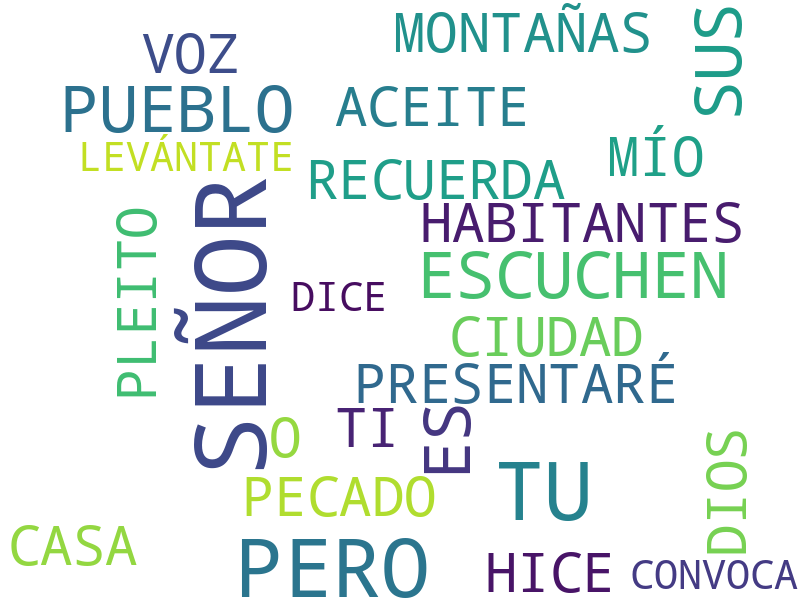 MONTAÑAS
SUS
VOZ
PUEBLO
ACEITE
LEVÁNTATE
MÍO
RECUERDA
HABITANTES
PLEITO
SEÑOR
DICE
ESCUCHEN
CIUDAD
PRESENTARÉ
O
TI
ES
DIOS
PECADO
TU
CASA
PERO
HICE
CONVOCA